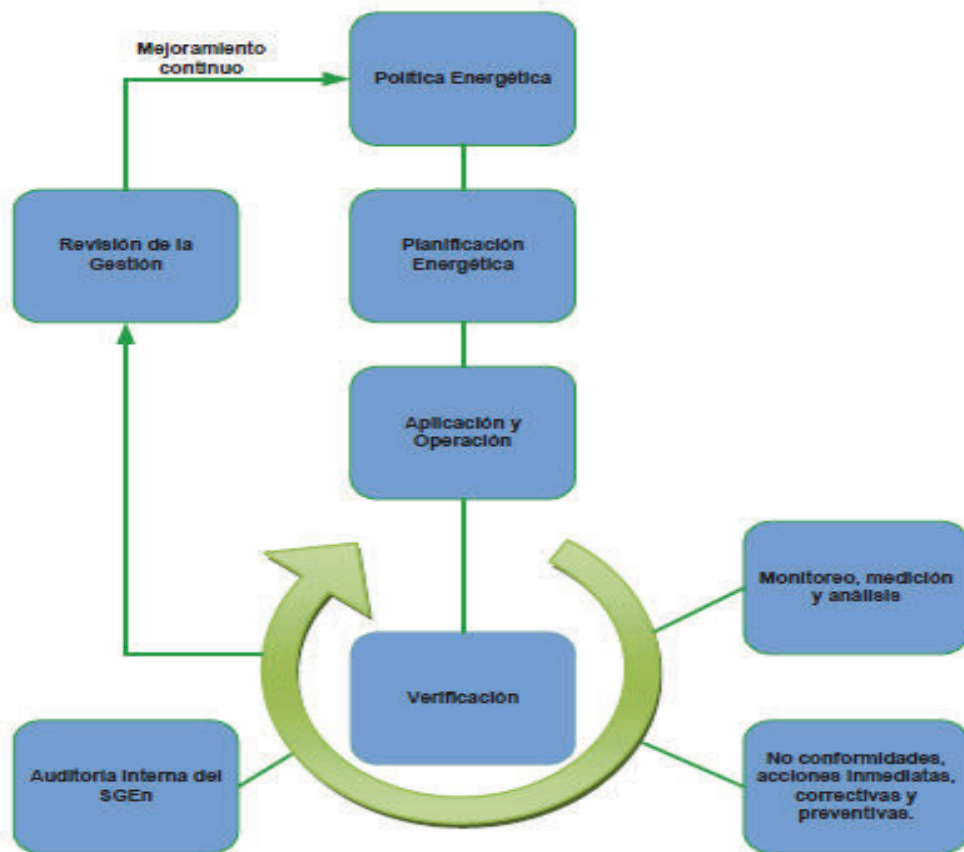 Mejoramiento
continuo
Política Energética
Revisión de la
Gestión
Planificación
Energética
Aplicación y
Operación
Monitoreo, medición
y análisis
Verificación
Auditoría Interna del
SGEn
No conformidades,
acciones inmediatas,
correctivas y
preventivas.